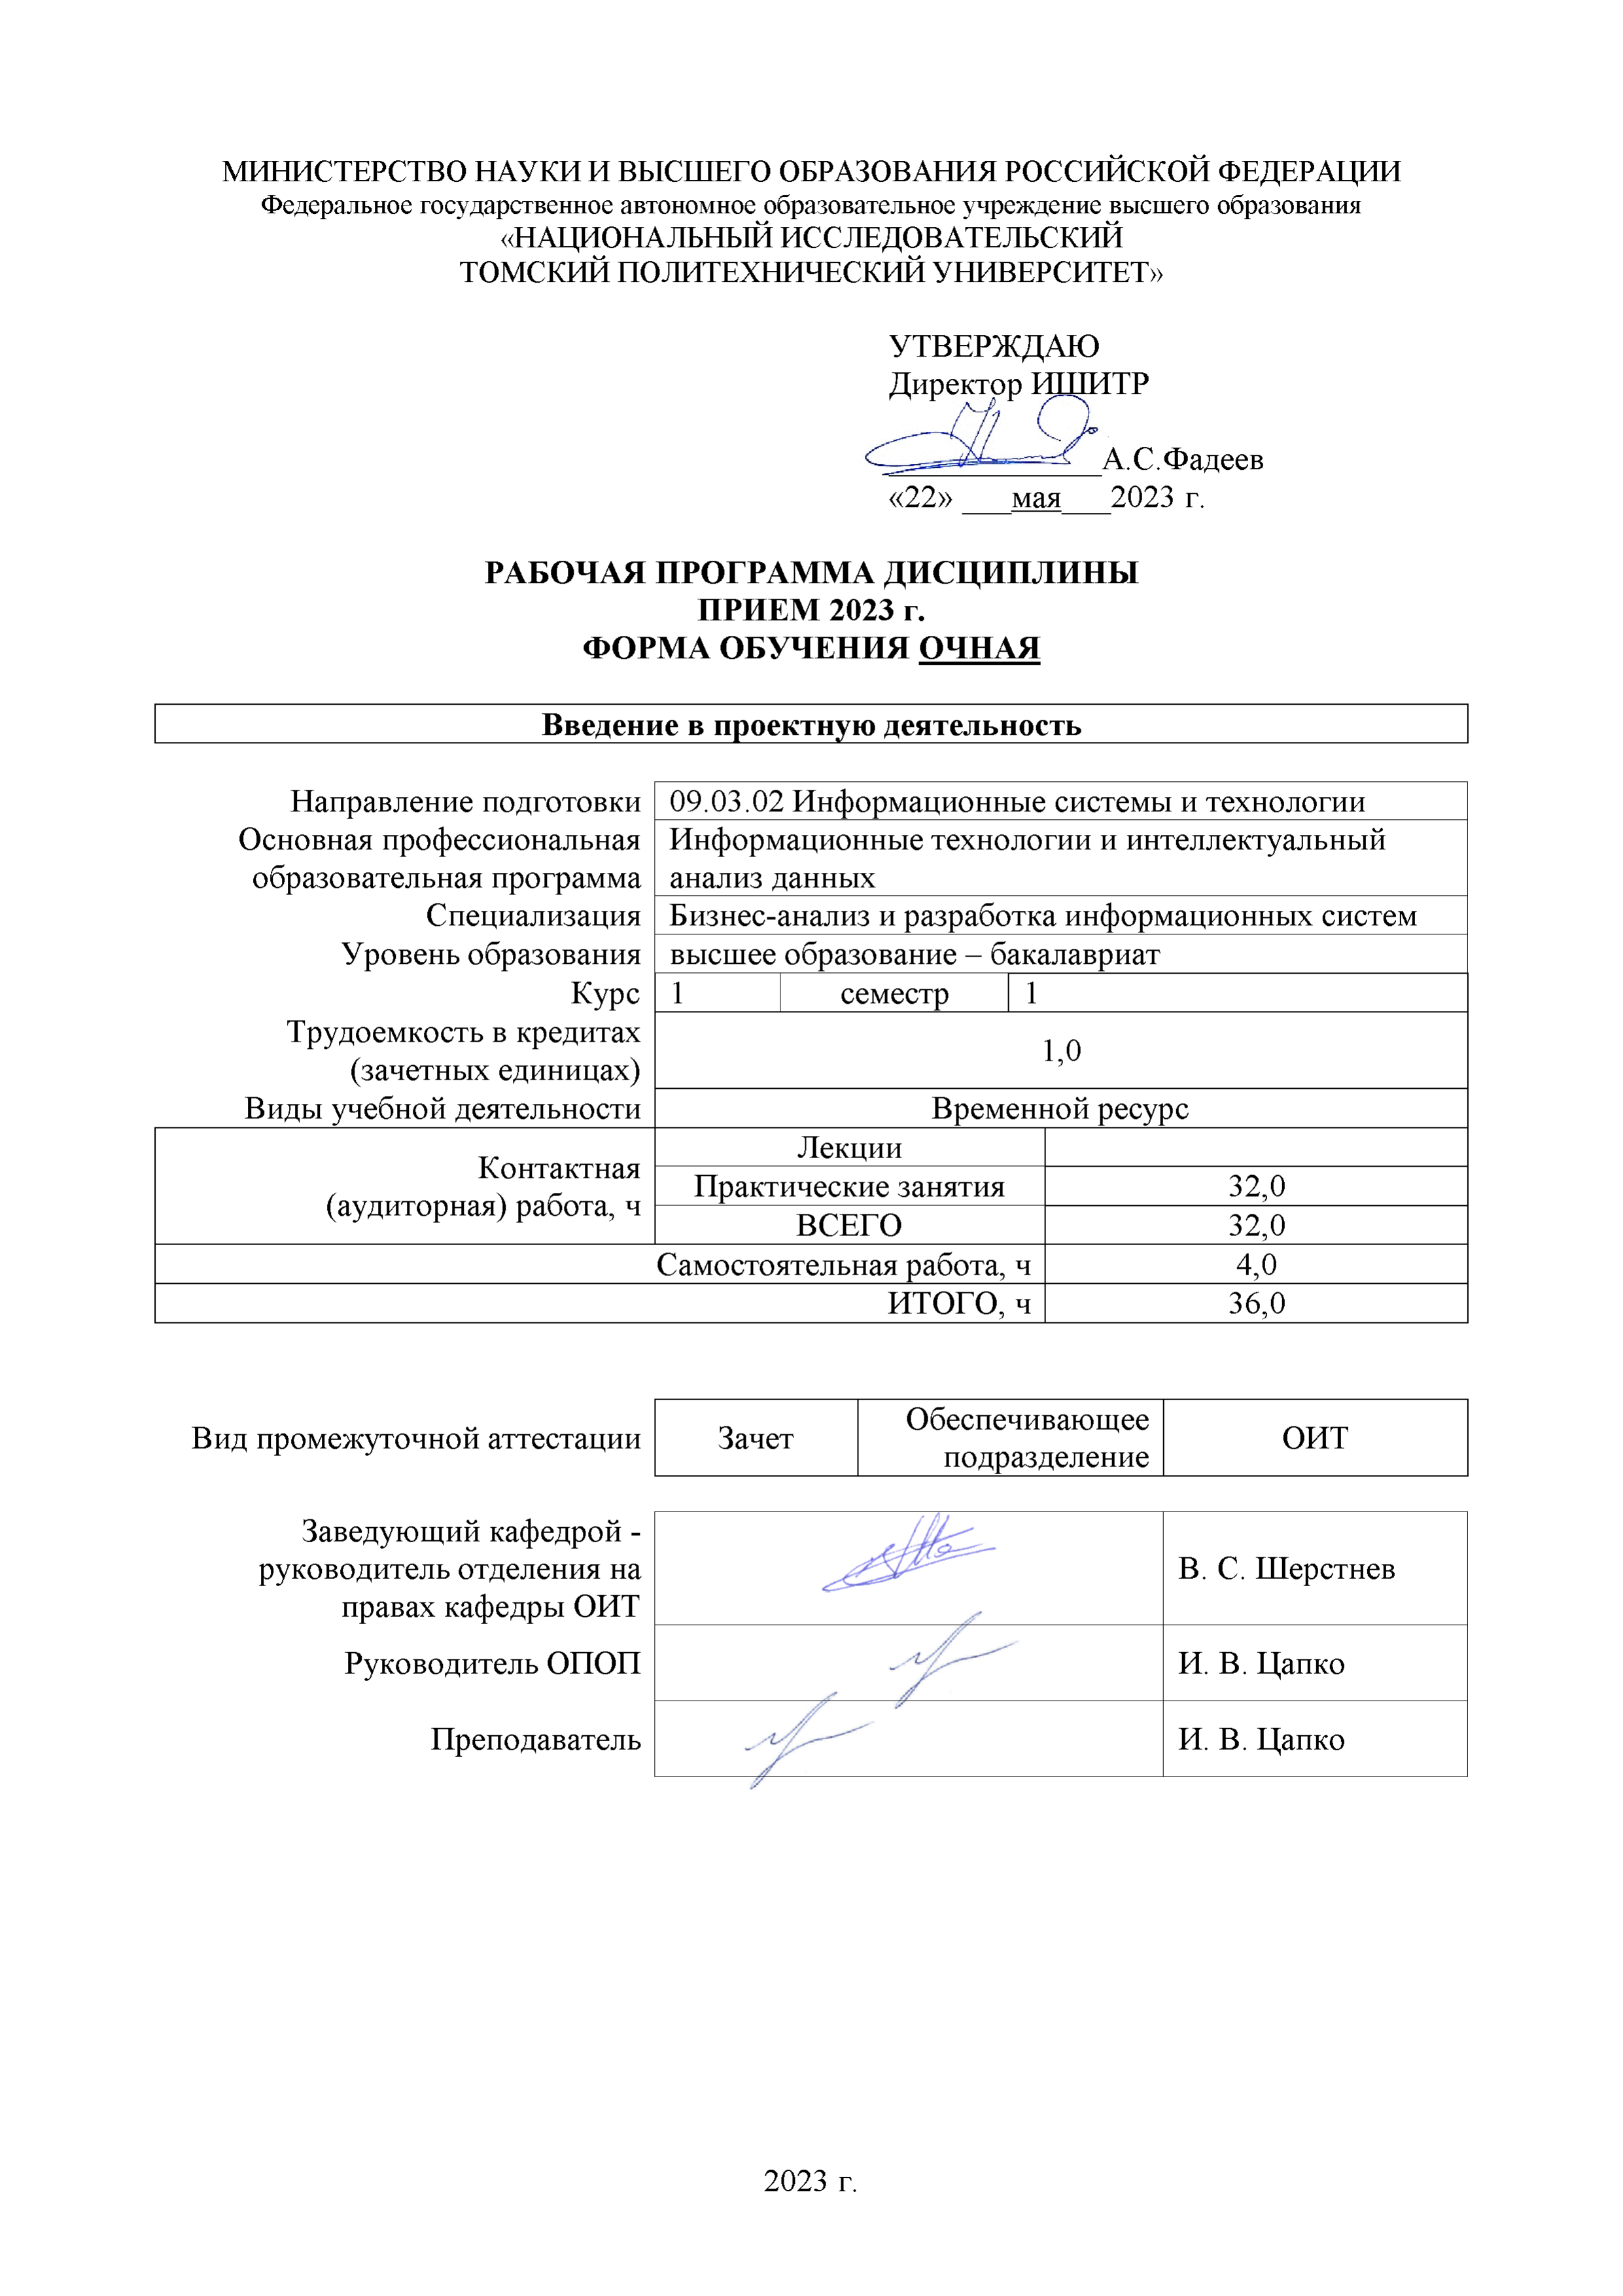 МИНИСТЕРСТВО НАУКИ И ВЫСШЕГО ОБРАЗОВАНИЯ РОССИЙСКОЙ ФЕДЕРАЦИИ
Федеральное государственное автономное образовательное учреждение высшего образования
«НАЦИОНАЛЬНЫЙ ИССЛЕДОВАТЕЛЬСКИЙ
ТОМСКИЙ ПОЛИТЕХНИЧЕСКИЙ УНИВЕРСИТЕТ»
УТВЕРЖДАЮ
Директор ИШИТР
А.С.Фадеев
«22» ___мая___2023 г.
РАБОЧАЯ ПРОГРАММА ДИСЦИПЛИНЫ
ПРИЕМ 2023 г.
ФОРМА ОБУЧЕНИЯ ОЧНАЯ
Введение в проектную деятельность
Направление подготовки 09.03.02 Информационные системы и технологии
Основная профессиональная Информационные технологии и интеллектуальный
образовательная программа анализ данных
Специализация Бизнес-анализ и разработка информационных систем
Уровень образования высшее образование – бакалавриат
Курс 1 семестр 1
Трудоемкость в кредитах
(зачетных единицах) 1,0
Виды учебной деятельности Временной ресурс
Контактная
(аудиторная) работа, ч
Лекции
Практические занятия 32,0
ВСЕГО 32,0
Самостоятельная работа, ч 4,0
ИТОГО, ч 36,0
Вид промежуточной аттестации Зачет Обеспечивающее
подразделение ОИТ
Заведующий кафедрой -
руководитель отделения на
правах кафедры ОИТ В. С. Шерстнев
Руководитель ОПОП И. В. Цапко
Преподаватель И. В. Цапко
2023 г.